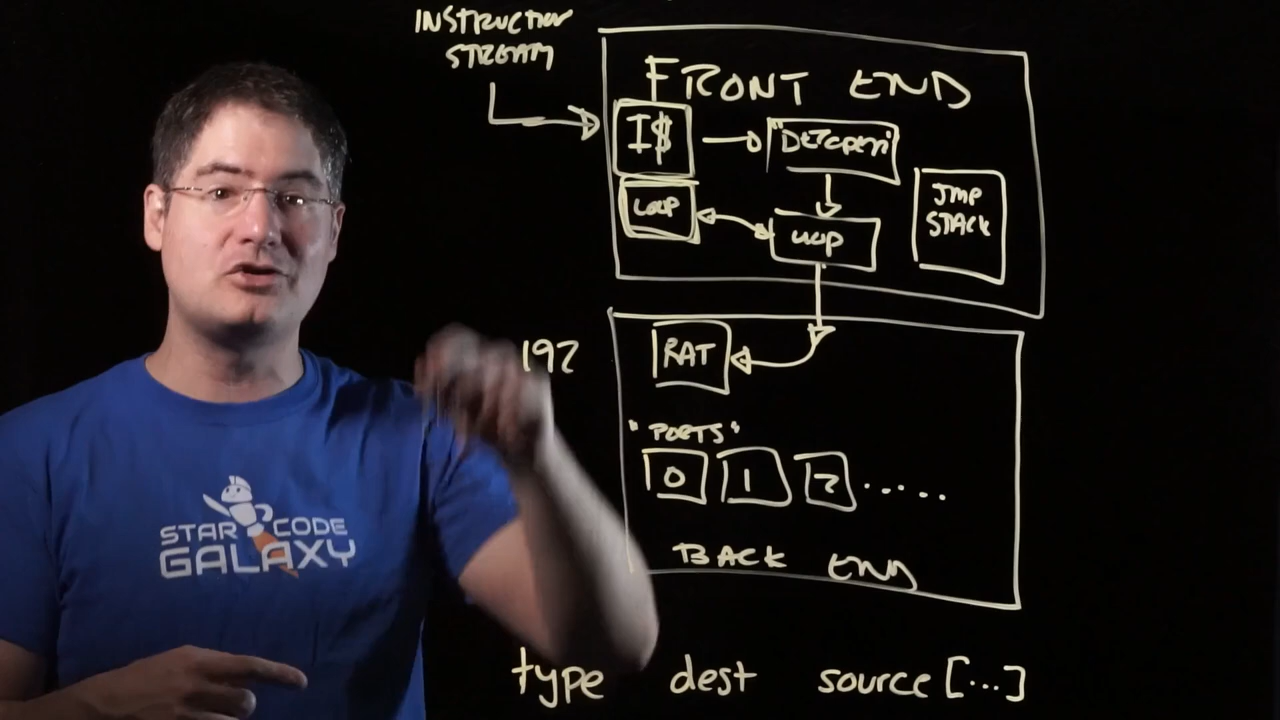 INSTRUCTION
STREAM
FRONT END
I$
LOOP
uop
JMP
STACK
192
RAT
"PORTS"
0 1 2 .....
BACK END
type dest source [...]
STAR CODE
GALAXY